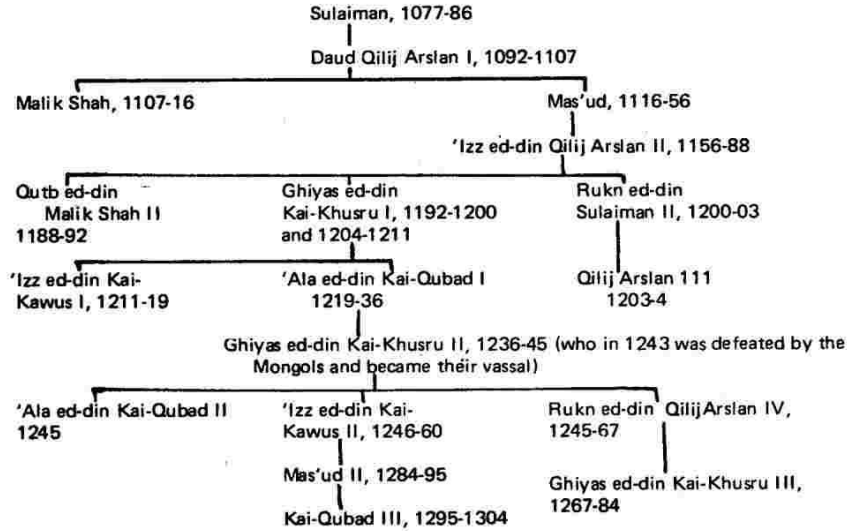 Sulaiman, 1077-86
Daud Qilij Arslan I, 1092-1107
Malik Shah, 1107-16
Mas'ud, 1116-56
'Izz ed-din Qilij Arslan II, 1156-88
Qutb ed-din
Malik Shah II
1188-92
Ghiyas ed-din
Kai-Khusru I, 1192-1200
and 1204-1211
Rukn ed-din
Sulaiman II, 1200-03
'Izz ed-din Kai-
Kawus I, 1211-19
'Ala ed-din Kai-Qubad I
1219-36
Qilij Arslan 111
1203-4
Ghiyas ed-din Kai-Khusru II, 1236-45 (who in 1243 was defeated by the
Mongols and became their vassal)
'Ala ed-din Kai-Qubad II
1245
'Izz ed-din Kai-
Kawus II, 1246-60
Rukn ed-din Qilij Arslan IV,
1245-67
Mas'ud II, 1284-95
Kai-Qubad III, 1295-1304
Ghiyas ed-din Kai-Khusru III,
1267-84